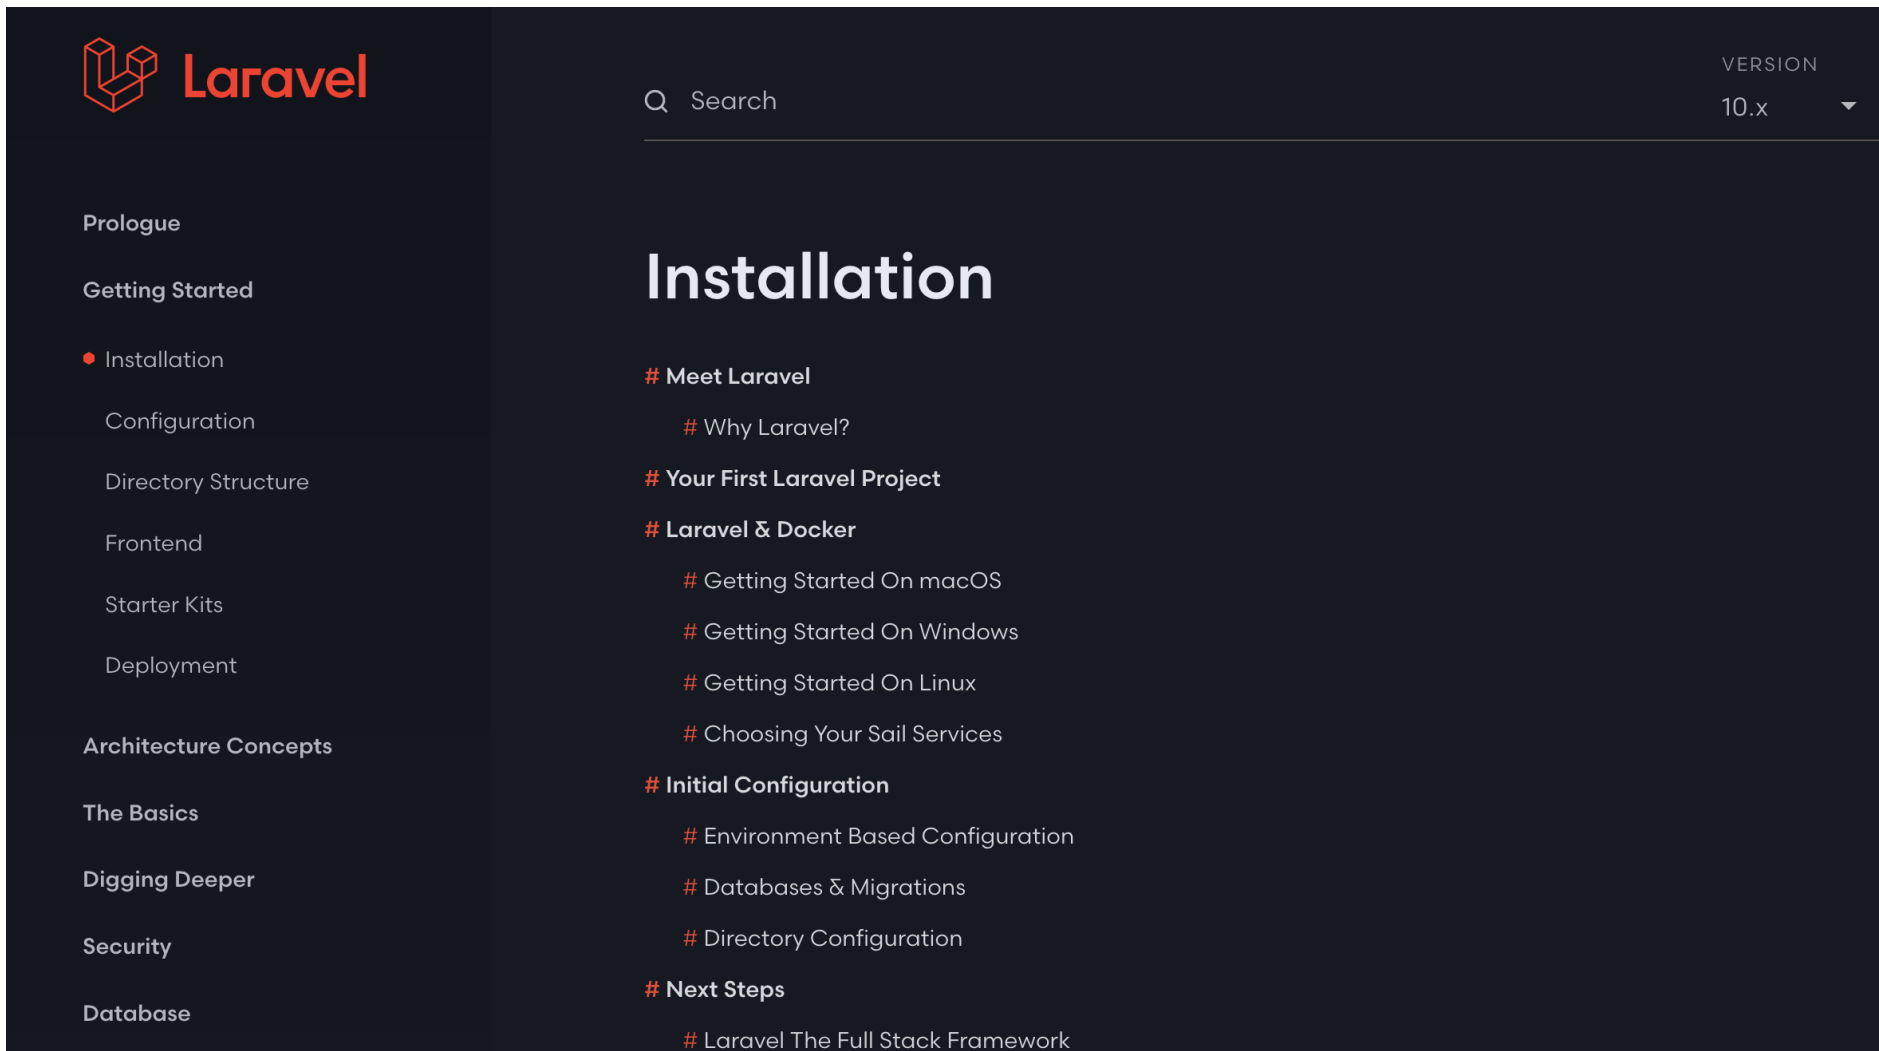 Laravel
Prologue
Getting Started
Installation
Configuration
Directory Structure
Frontend
Starter Kits
Deployment
Architecture Concepts
The Basics
Digging Deeper
Security
Database
Search
VERSION
10.x
Installation
# Meet Laravel
# Why Laravel?
# Your First Laravel Project
# Laravel & Docker
# Getting Started On macOS
# Getting Started On Windows
# Getting Started On Linux
# Choosing Your Sail Services
# Initial Configuration
# Environment Based Configuration
# Databases & Migrations
# Directory Configuration
# Next Steps
# Laravel The Full Stack Framework